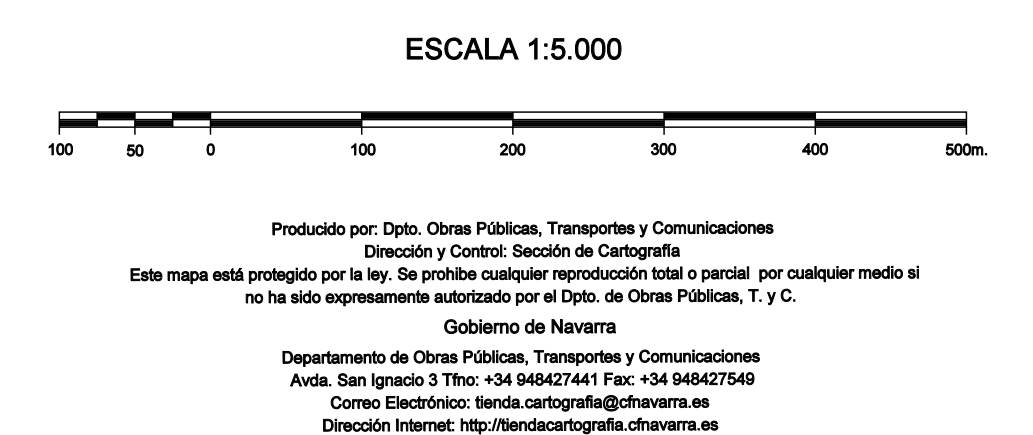 ESCALA 1:5.000
100 50 0 100 200 300 400 500m.
Producido por: Dpto. Obras Públicas, Transportes y Comunicaciones
Dirección y Control: Sección de Cartografía
Este mapa está protegido por la ley. Se prohibe cualquier reproducción total o parcial por cualquier medio si
no ha sido expresamente autorizado por el Dpto. de Obras Públicas, T. y C.
Gobierno de Navarra
Departamento de Obras Públicas, Transportes y Comunicaciones
Avda. San Ignacio 3 Tfno: +34 948427441 Fax: +34 948427549
Correo Electrónico: tienda.cartografia@cfnavarra.es
Dirección Internet: http://tiendacartografia.cfnavarra.es